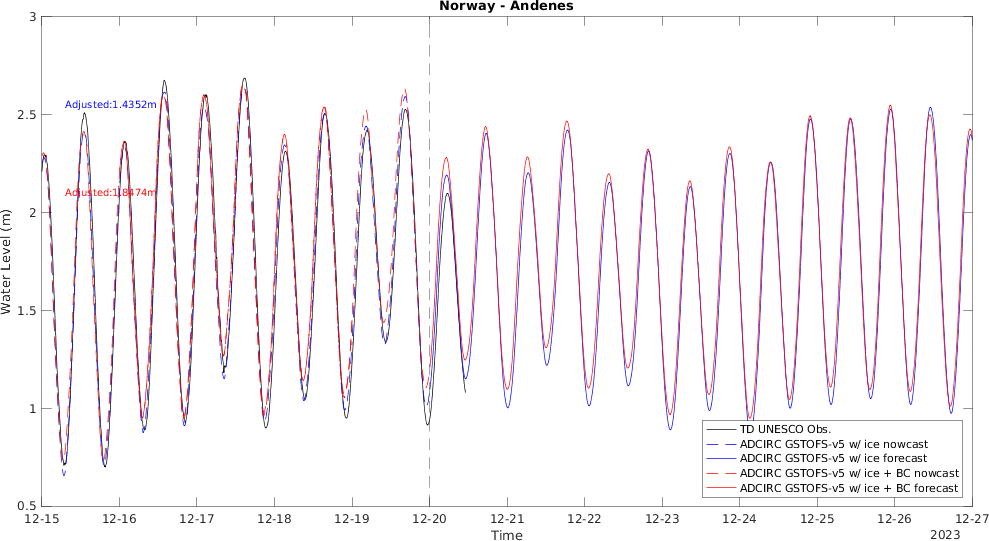 Norway - Andenes
3
2.5
2
1.5
1
0.5
Water Level (m)
Adjusted:1.4352m
Adjusted:1.8474m
TD UNESCO Obs.
ADCIRC GSTOFS-v5 w/ ice nowcast
ADCIRC GSTOFS-v5 w/ ice forecast
ADCIRC GSTOFS-v5 w/ ice + BC nowcast
ADCIRC GSTOFS-v5 w/ ice + BC forecast
12-15 12-16 12-17 12-18 12-19 12-20 12-21 12-22 12-23 12-24 12-25 12-26 12-27
Time
2023